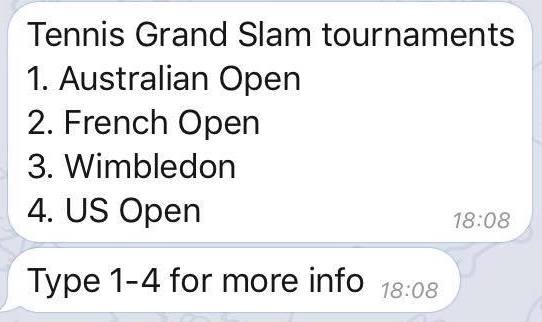 Tennis Grand Slam tournaments
1. Australian Open
2. French Open
3. Wimbledon
4. US Open
18:08
Type 1-4 for more info 18:08